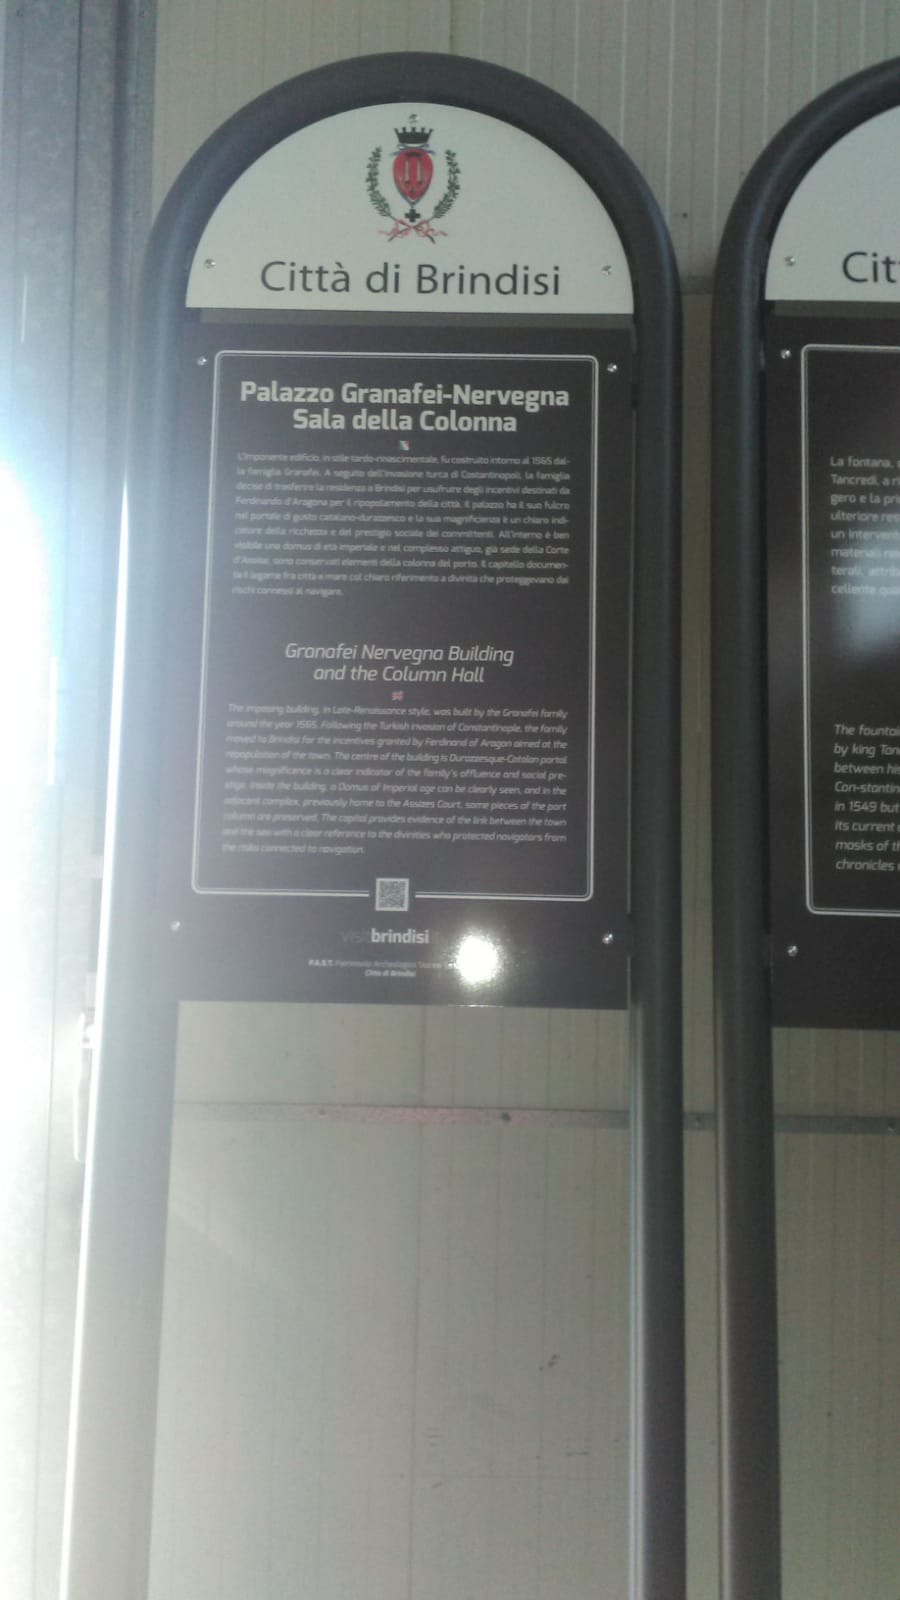 Città di Brindisi
Palazzo Granafei-Nervegna
Sala della Colonna
L'imponente edificio, in stile tardo-rinascimentale, fu costruito intorno al 1565 dal-
la famiglia Granafei. A seguito dell'invasione turca di Costantinopoli, la famiglia
decise di trasferire la residenza a Brindisi per usufruire degli incentivi destinati da
Ferdinando d'Aragona per il ripopolamento della città. Il palazzo ha il suo fulcro
nel portale di gusto catalano-durazzesco e la sua magnificenza è un chiaro indi-
catore della ricchezza e del prestigio sociale dei committenti. All'interno è ben
visibile una domus di età imperiale e nel complesso attiguo, già sede della Corte
d'Assise, sono conservati elementi della colonna del porto. Il capitello documen-
ta il legame fra città e mare col chiaro riferimento a divinità che proteggevano dai
rischi connessi al navigare.
Granafei Nervegna Building
and the Column Hall
The imposing building, in Late-Renaissance style, was built by the Granafei family
around the year 1565. Following the Turkish invasion of Constantinople, the family
moved to Brindisi for the incentives granted by Ferdinand of Aragon aimed at the
repopulation of the town. The centre of the building is Durazzesque-Catalan portal
whose magnificence is a clear indicator of the family's affluence and social pre-
stige. Inside the building, a Domus of Imperial age can be clearly seen, and in the
adjacent complex, previously home to the Assizes Court, some pieces of the port
column are preserved. The capital provides evidence of the link between the town
and the sea with a clear reference to the divinities who protected navigators from
the risks connected to navigation.
visitbrindisi
P.A.S.T. Patrimonio Archeologico
Città di Brindisi
Cit
La fontana,
Tancredi, a
gero e la
ulteriore
un
cellente
The
by king
between
Con-stantin
in 1549 but
its current
masks of
chronicles